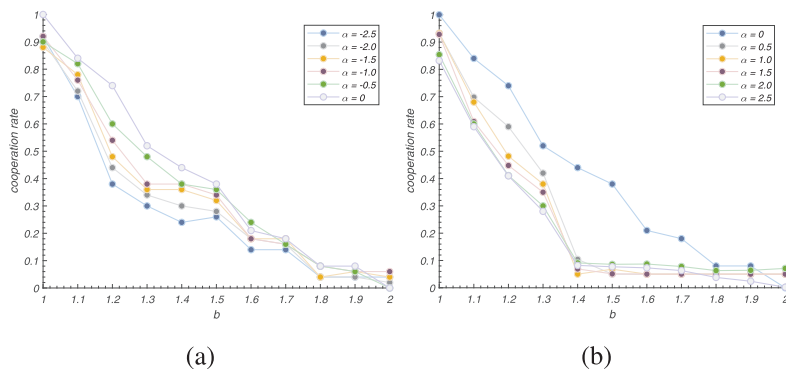 cooperation rate
1
0.9
0.8
0.7
0.6
0.5
0.4
0.3
0.2
0.1
0
1 1.1 1.2 1.3 1.4 1.5 1.6 1.7 1.8 1.9 2
b
α = -2.5
α = -2.0
α = -1.5
α = -1.0
α = -0.5
α = 0
(a)
cooperation rate
1
0.9
0.8
0.7
0.6
0.5
0.4
0.3
0.2
0.1
0
1 1.1 1.2 1.3 1.4 1.5 1.6 1.7 1.8 1.9 2
b
α = 0
α = 0.5
α = 1.0
α = 1.5
α = 2.0
α = 2.5
(b)